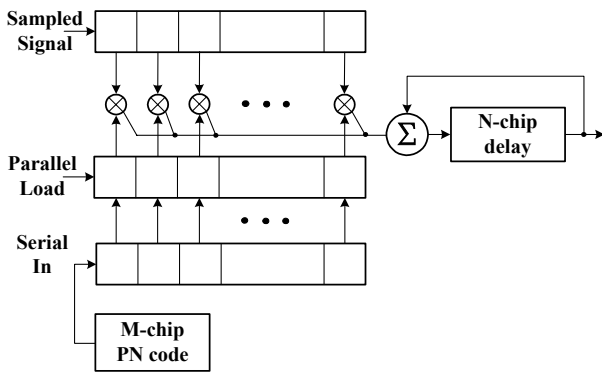 Sampled
Signal
Σ
N-chip
delay
Parallel
Load
Serial
In
M-chip
PN code